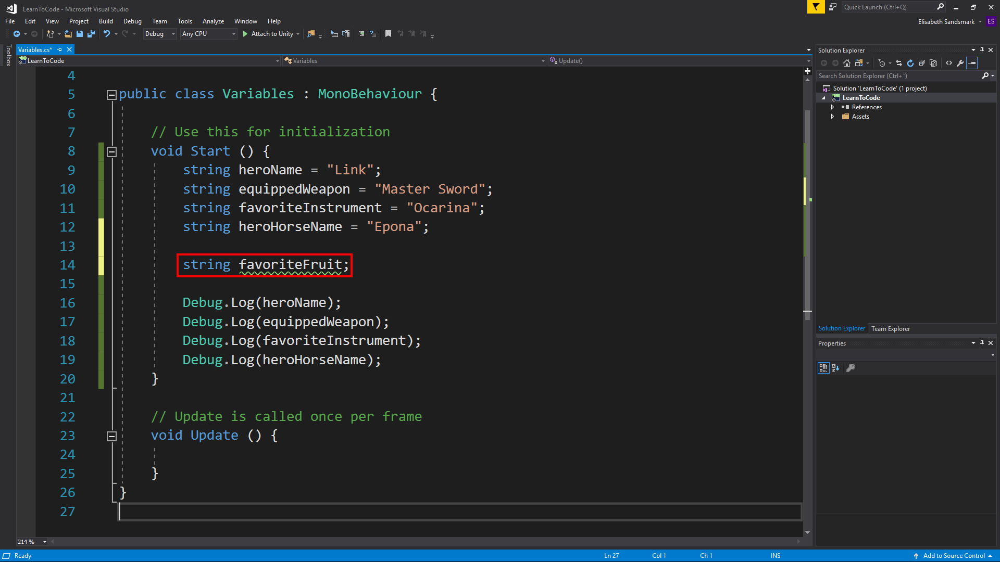 LearnToCode - Microsoft Visual Studio
Quick Launch (Ctrl+Q)
File Edit View Project Build Debug Team Tools Analyze Window Help
Elisabeth Sandsmark ES
Debug Any CPU Attach to Unity
Toolbox
Variables.cs*
LearnToCode Variables Update()
4
5 public class Variables : MonoBehaviour {
6
7 // Use this for initialization
8 void Start () {
9 string heroName = "Link";
10 string equippedWeapon = "Master Sword";
11 string favoriteInstrument = "Ocarina";
12 string heroHorseName = "Epona";
13
14 string favoriteFruit;
15
16 Debug.Log(heroName);
17 Debug.Log(equippedWeapon);
18 Debug.Log(favoriteInstrument);
19 Debug.Log(heroHorseName);
20 }
21
22 // Update is called once per frame
23 void Update () {
24
25 }
26 }
27
214 %
Solution Explorer
Search Solution Explorer (Ctrl+¨)
Solution 'LearnToCode' (1 project)
LearnToCode
References
Assets
Solution Explorer Team Explorer
Properties
Ready Ln 27 Col 1 Ch 1 INS Add to Source Control